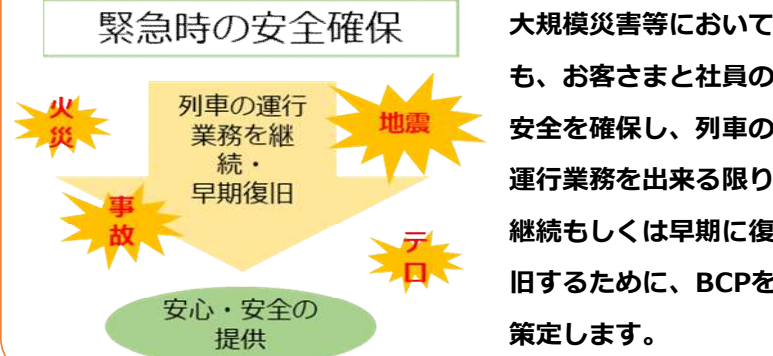 緊急時の安全確保
火
災
列車の運行
業務を継
続・
早期復旧
地震
事
故
テ
ロ
安心・安全の
提供
大規模災害等において
も、お客さまと社員の
安全を確保し、列車の
運行業務を出来る限り
継続もしくは早期に復
旧するために、BCPを
策定します。